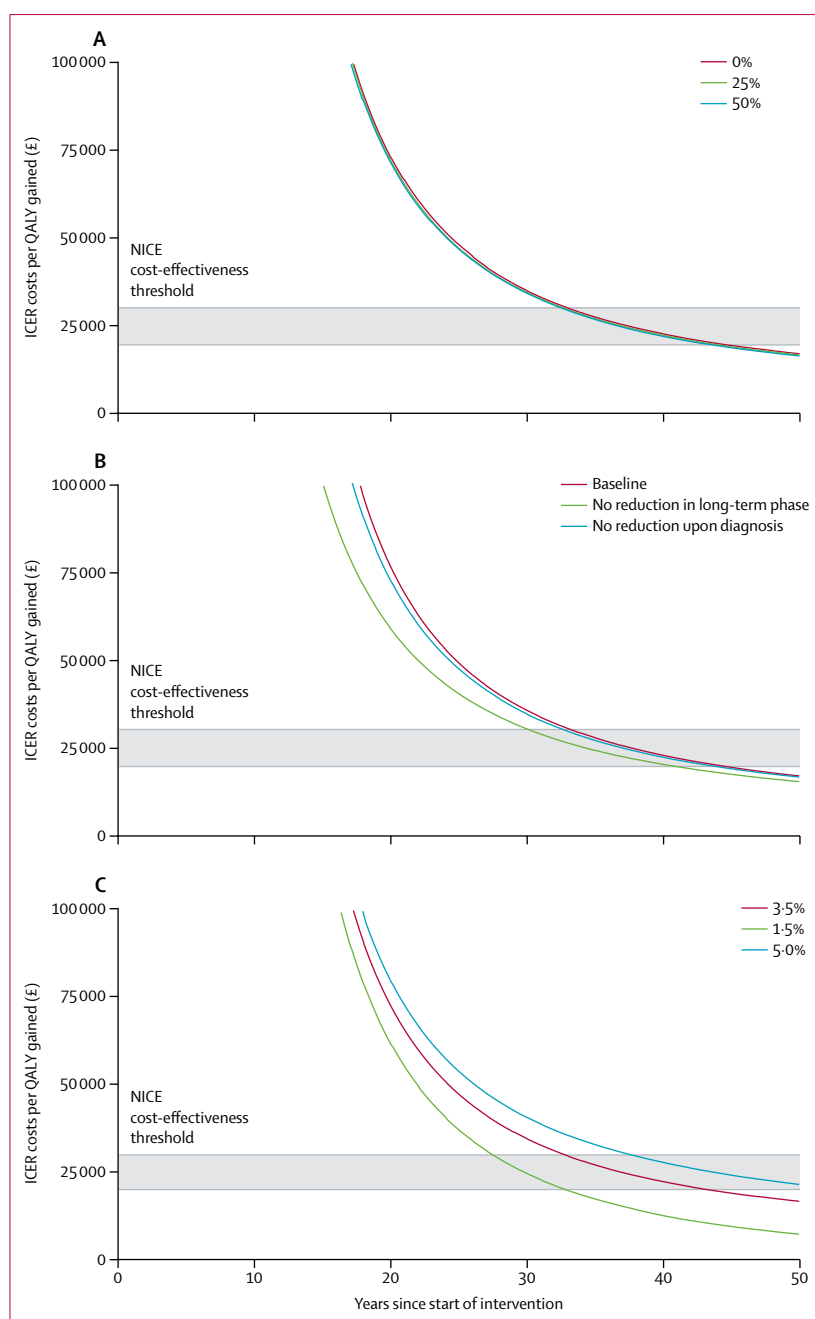 A
100 000
75 000
50 000
25 000
0
ICER costs per QALY gained (£)
NICE
cost-effectiveness
threshold
0%
25%
50%
B
100 000
75 000
50 000
25 000
0
ICER costs per QALY gained (£)
NICE
cost-effectiveness
threshold
Baseline
No reduction in long-term phase
No reduction upon diagnosis
C
100 000
75 000
50 000
25 000
0
ICER costs per QALY gained (£)
NICE
cost-effectiveness
threshold
3·5%
1·5%
5·0%
0 10 20 30 40 50
Years since start of intervention